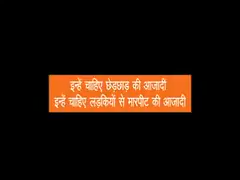 इन्हें चाहिए छेड़छाड़ की आजादी
इन्हें चाहिए लड़कियों से मारपीट की आजादी